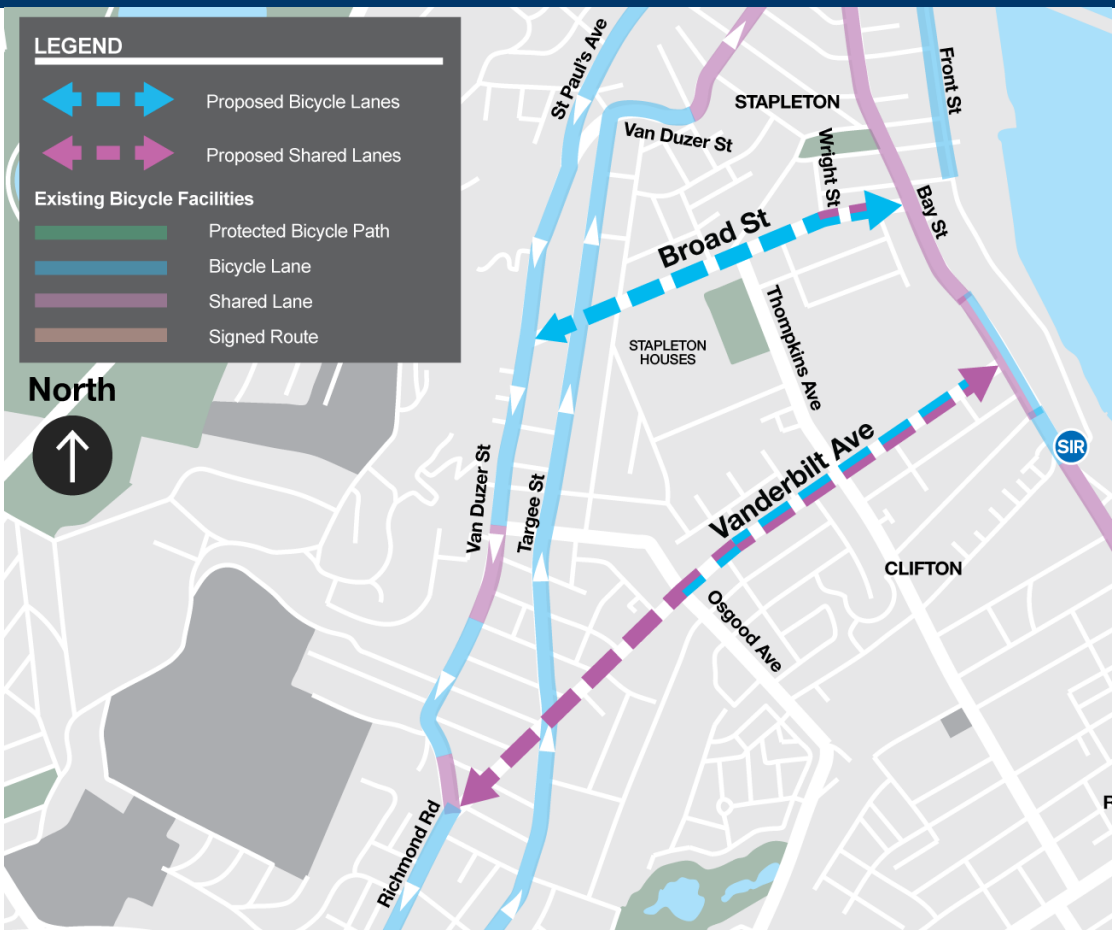 LEGEND
Proposed Bicycle Lanes
Proposed Shared Lanes
Existing Bicycle Facilities
Protected Bicycle Path
Bicycle Lane
Shared Lane
Signed Route
North
St Paul's Ave
Van Duzer St
STAPLETON
Front St
Wright St
Bay St
Broad St
Thompkins Ave
STAPLETON
HOUSES
SIR
Vanderbilt Ave
Van Duzer St
Targee St
CLIFTON
Osgood Ave
R
Richmond Rd